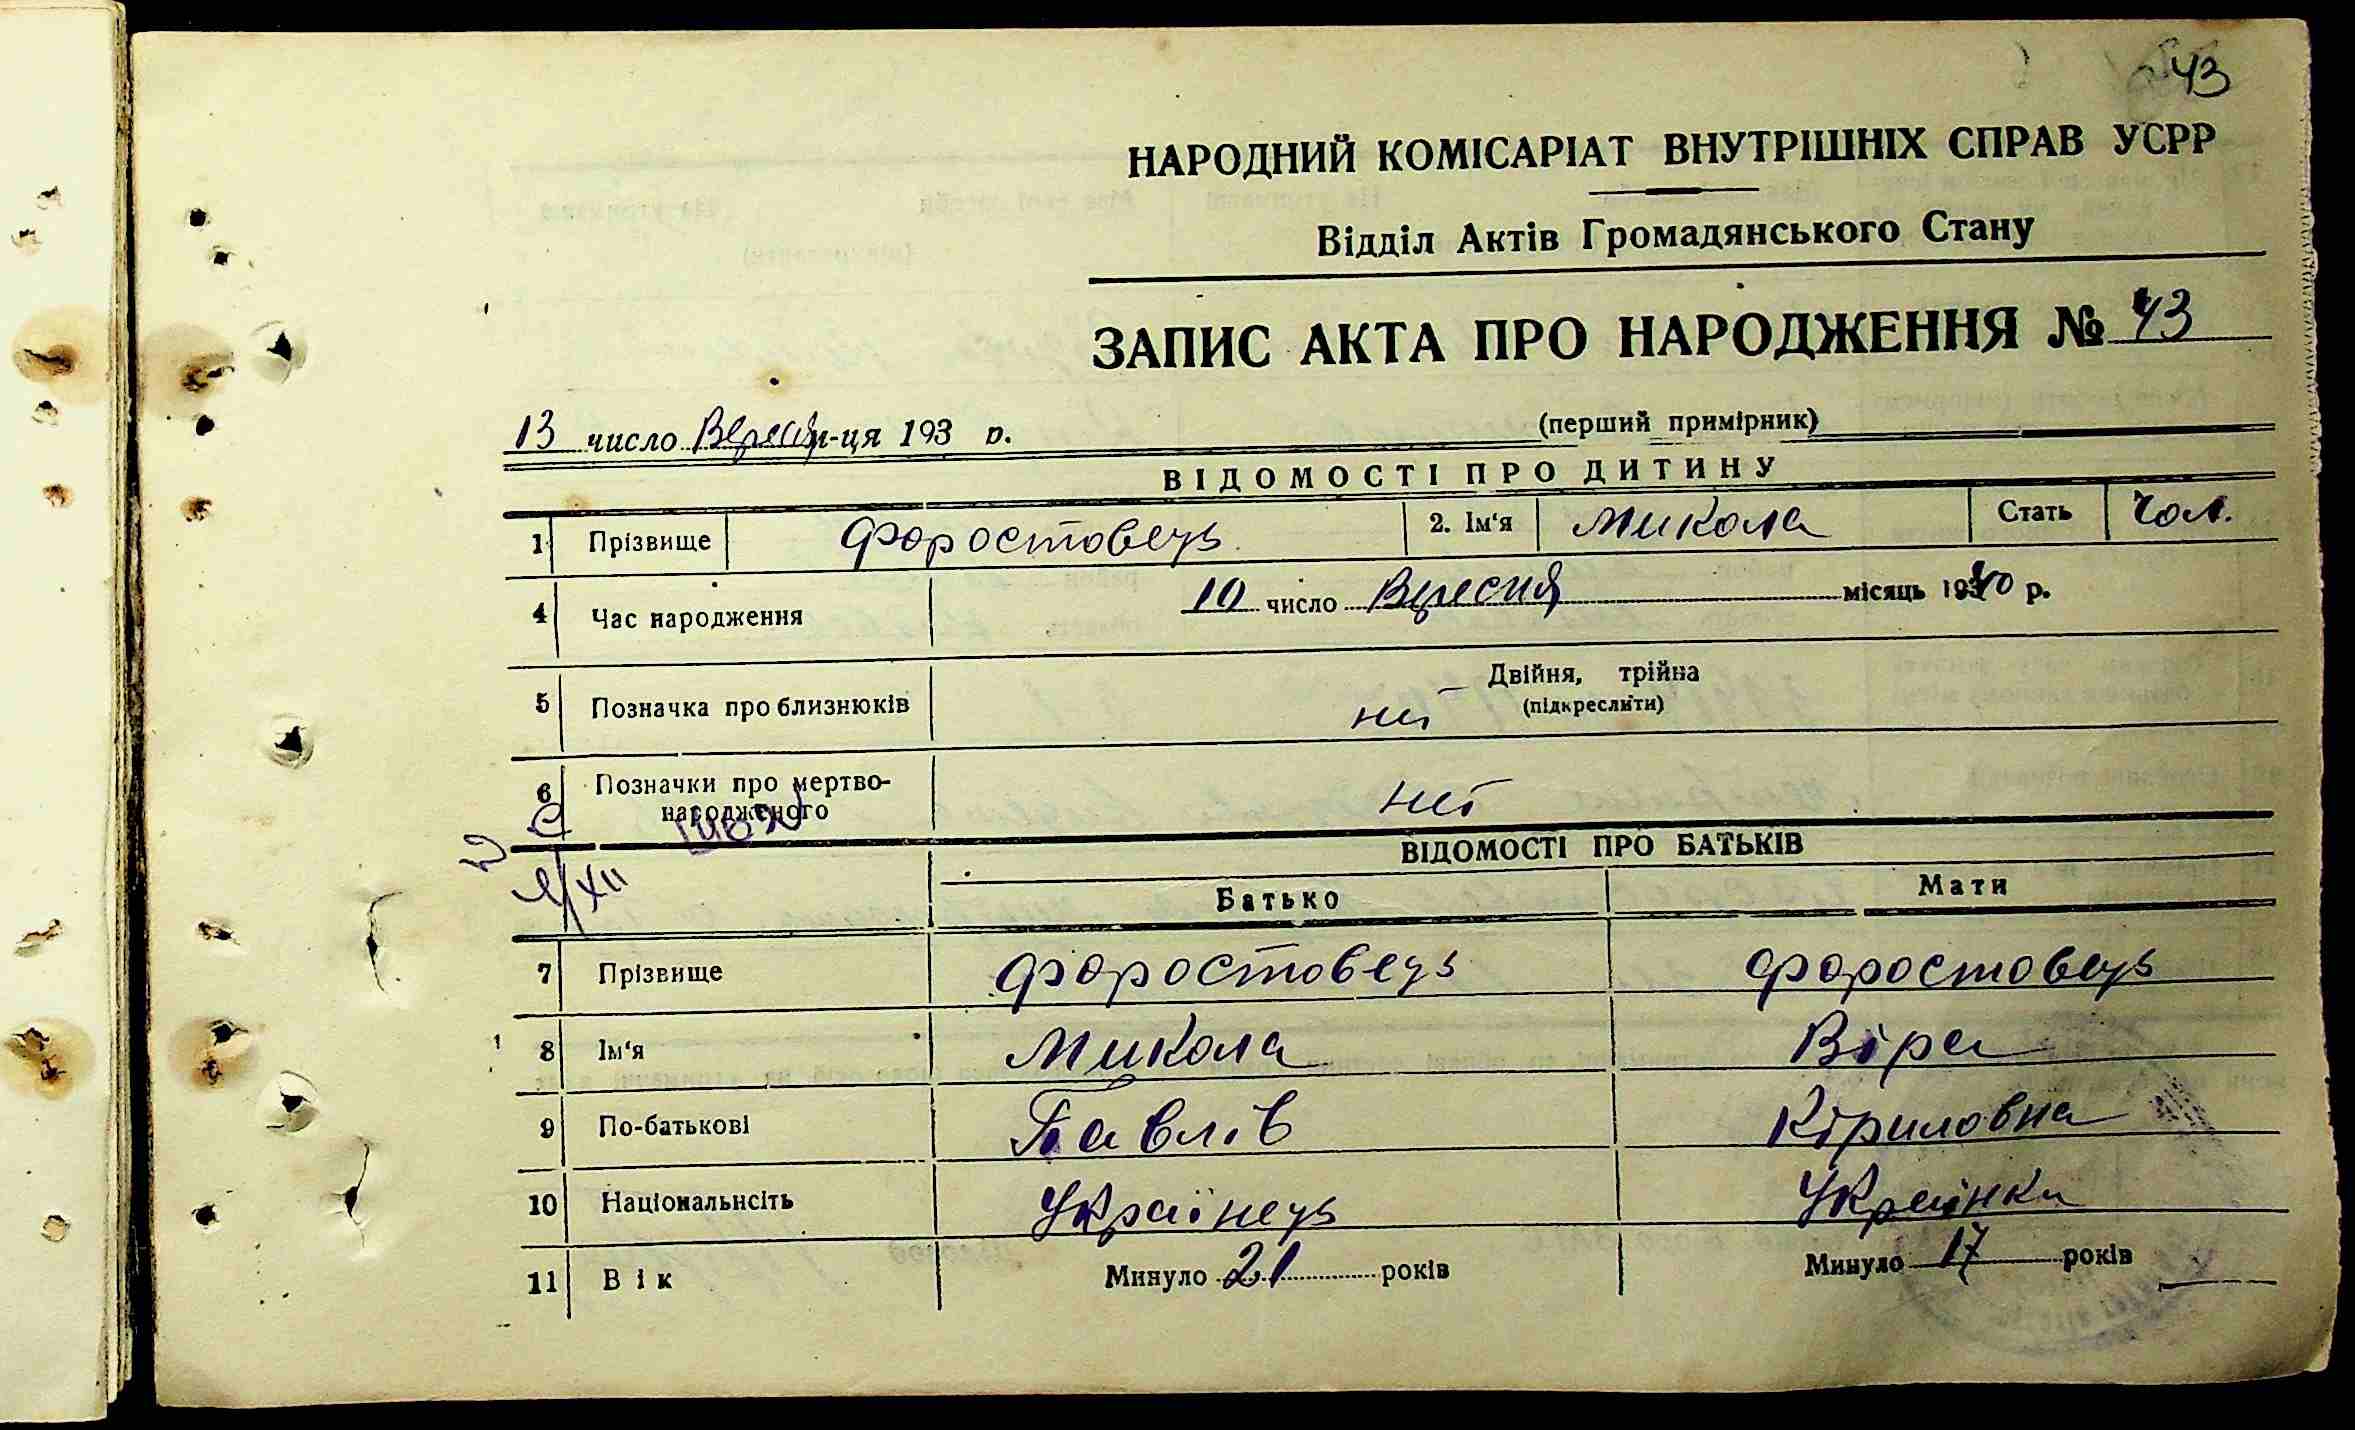 43
НАРОДНИЙ КОМІСАРІАТ ВНУТРІШНІХ СПРАВ УСРР
Відділ Актів Громадянського Стану
ЗАПИС АКТА ПРО НАРОДЖЕННЯ № 43
(перший примірник)
13 число Вересня м-ця 193 р.
ВІДОМОСТІ ПРО ДИТИНУ
1 Прізвище Форостовець 2. Ім'я Микола Стать Чол.
4 Час народження 10 число Вересня місяць 1940 р.
5 Позначка про близнюків Двійня, трійна
(підкреслити) ні
6 Позначки про мертво-
народженого ні
ВІДОМОСТІ ПРО БАТЬКІВ
XII
Батько Мати
7 Прізвище Форостовець Форостовець
8 Ім'я Микола Віра
9 По-батькові Павлів Кіриловна
10 Національнсіть Українець Українка
11 Вік Минуло 21 років Минуло 17 років